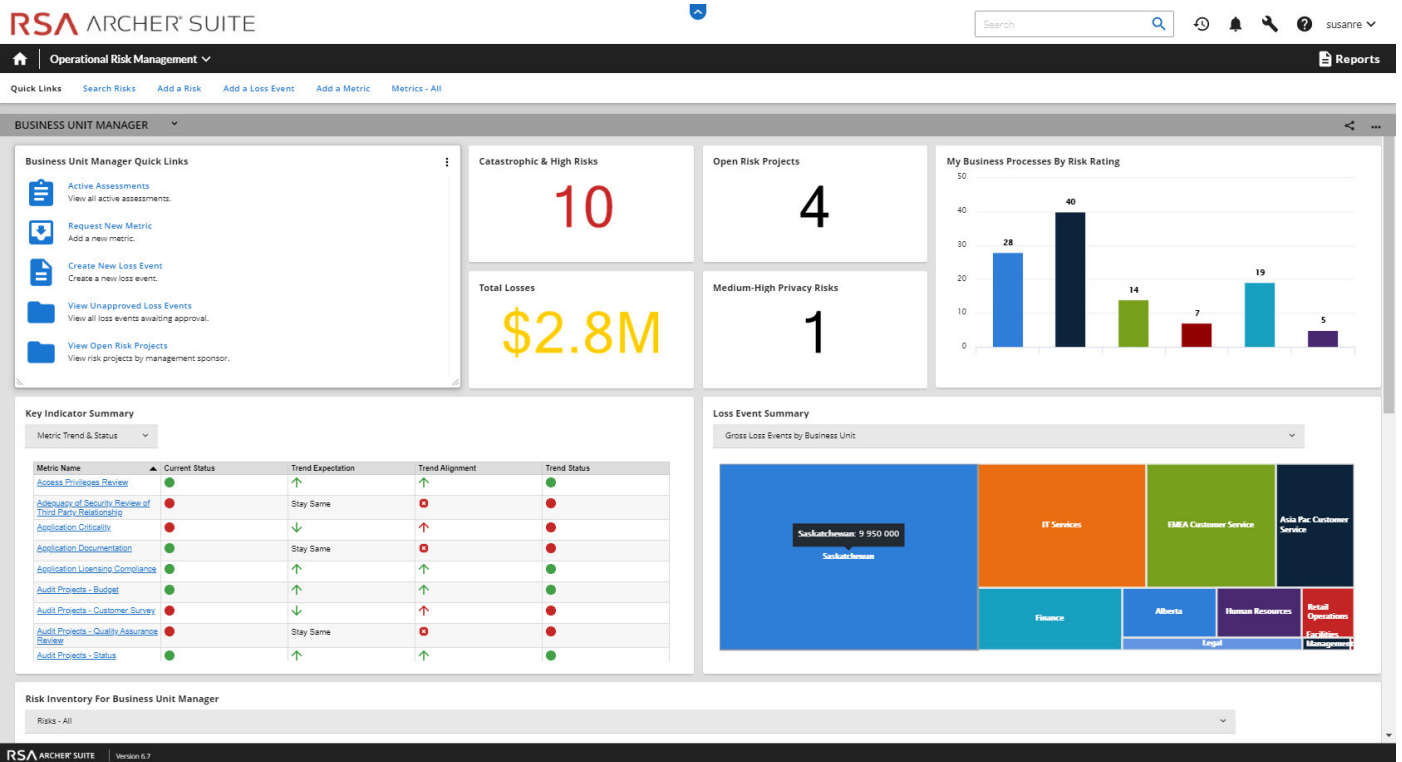 RSA ARCHER® SUITE
Search
susanre
Operational Risk Management
Reports
Quick Links Search Risks Add a Risk Add a Loss Event Add a Metric Metrics - All
BUSINESS UNIT MANAGER
Business Unit Manager Quick Links
Active Assessments
View all active assessments.
Request New Metric
Add a new metric.
Create New Loss Event
Create a new loss event.
View Unapproved Loss Events
View all loss events awaiting approval.
View Open Risk Projects
View risk projects by management sponsor.
Catastrophic & High Risks
10
Open Risk Projects
4
Total Losses
$2.8M
Medium-High Privacy Risks
1
My Business Processes By Risk Rating
50
40
30
20
10
0
28
40
14
7
19
5
Key Indicator Summary
Metric Trend & Status
Metric Name Current Status Trend Expectation Trend Alignment Trend Status
Access Privileges Review
Adequacy of Security Review of
Third Party Relationship
Stay Same
Application Criticality
Application Documentation
Stay Same
Application Licensing Compliance
Audit Projects - Budget
Audit Projects - Customer Survey
Audit Projects - Quality Assurance
Review
Stay Same
Audit Projects - Status
Loss Event Summary
Gross Loss Events by Business Unit
Saskatchewan: 9 950 000
Saskatchewan
IT Services
EMEA Customer Service
Asia Pac Customer
Service
Finance
Alberta
Human Resources
Retail
Operations
Facilities
Management
Legal
Risk Inventory For Business Unit Manager
Risks - All
RSA ARCHER® SUITE Version 6.7